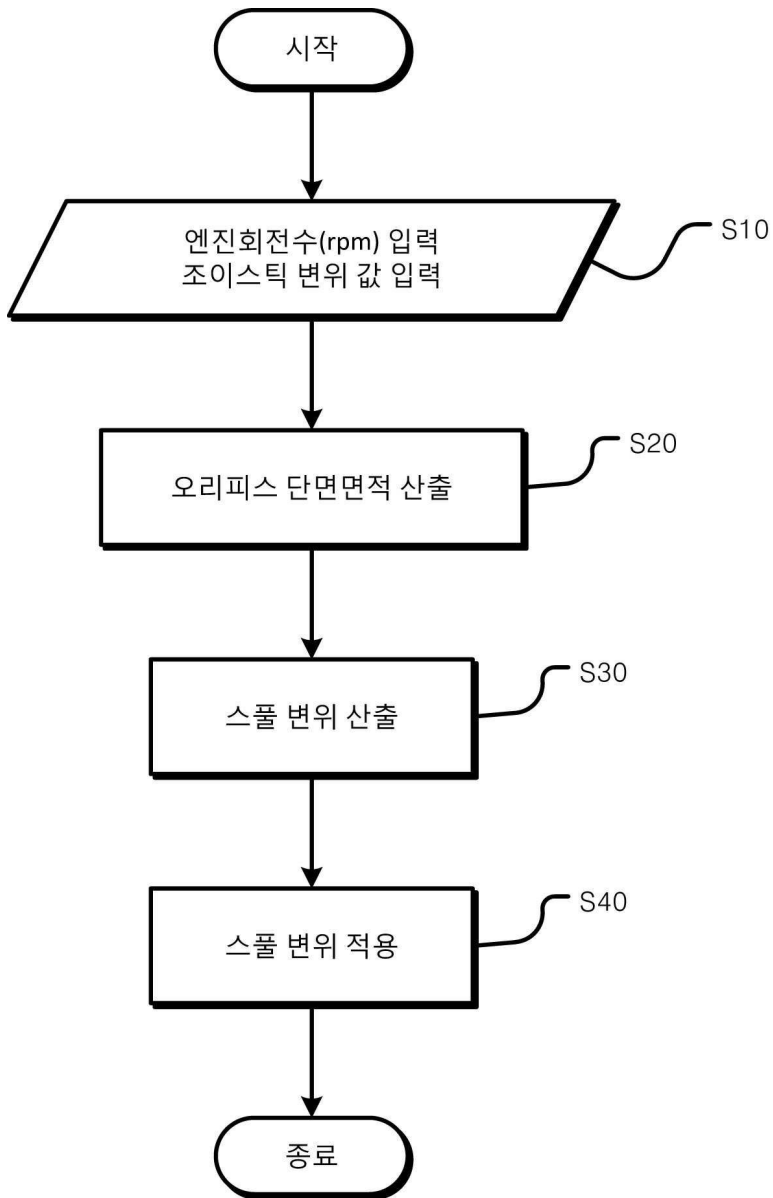 시작
엔진회전수(rpm) 입력
조이스틱 변위 값 입력
S10
오리피스 단면면적 산출
S20
스풀 변위 산출
S30
스풀 변위 적용
S40
종료